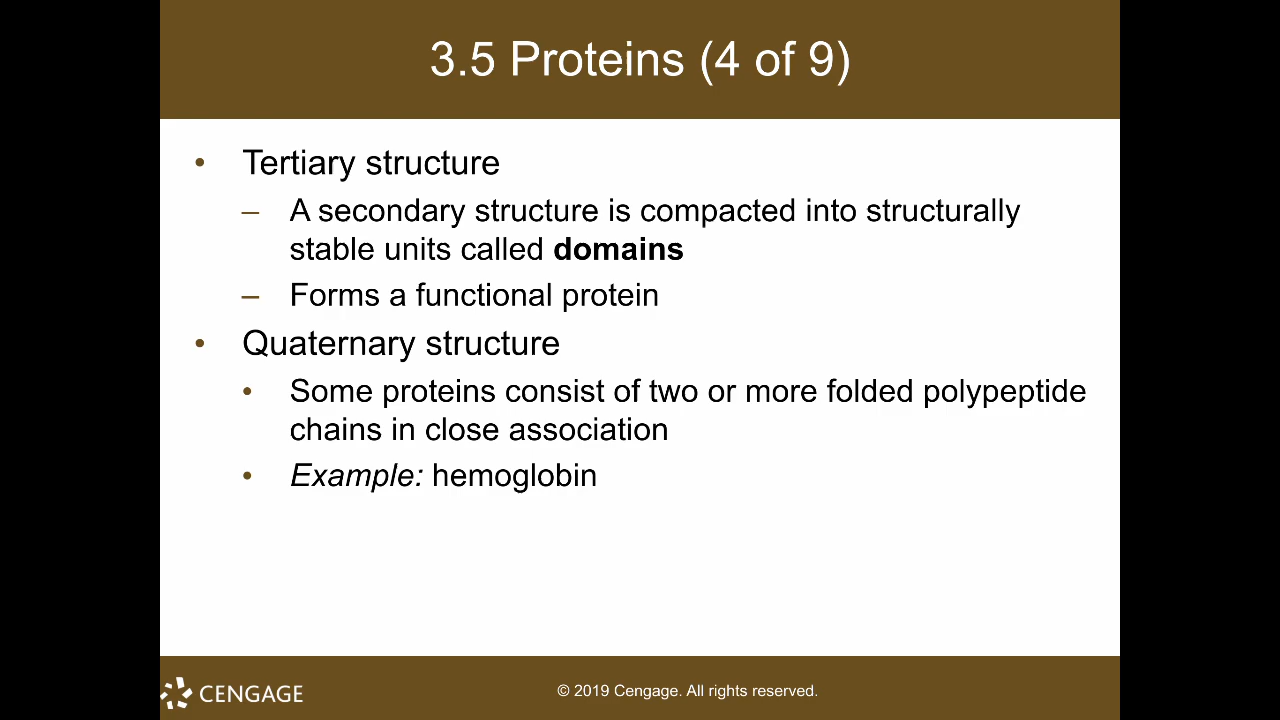 3.5 Proteins (4 of 9)
• Tertiary structure
– A secondary structure is compacted into structurally
stable units called domains
– Forms a functional protein
• Quaternary structure
• Some proteins consist of two or more folded polypeptide
chains in close association
• Example: hemoglobin
CENGAGE
© 2019 Cengage. All rights reserved.